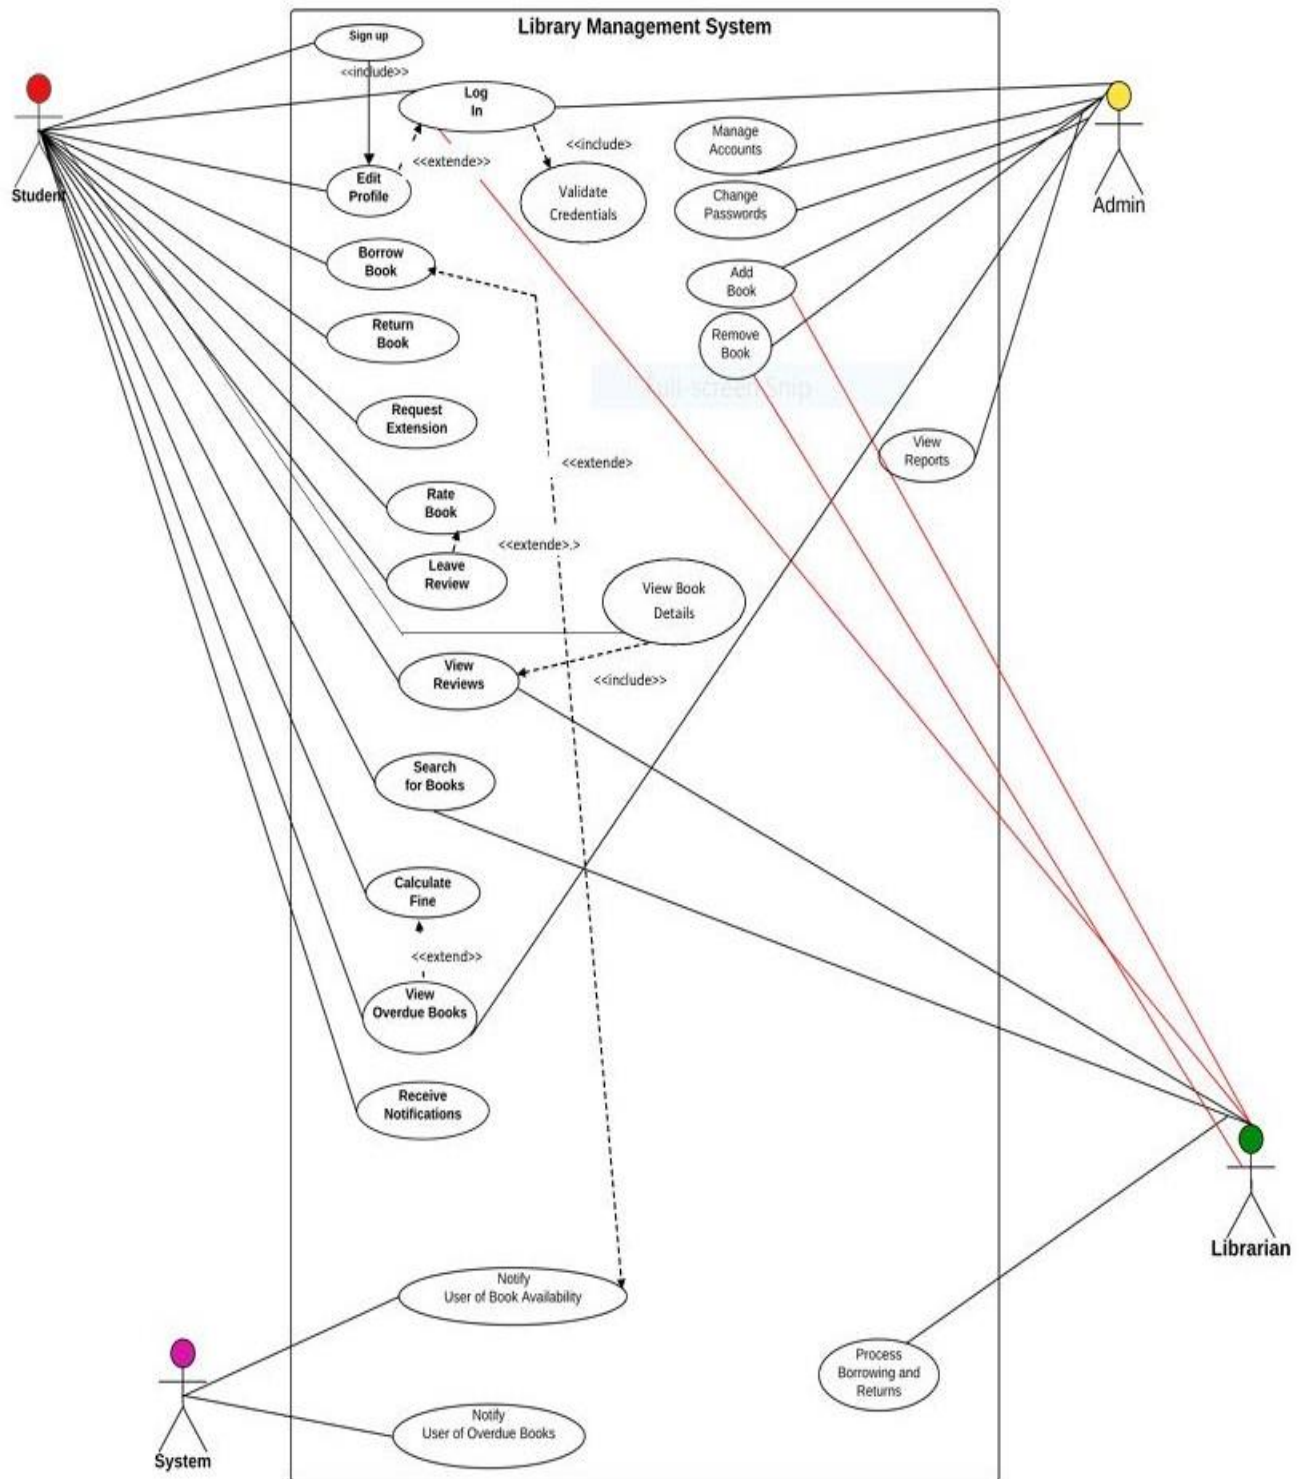 Library Management System
Sign up
<<include>>
Log
In
<<include>
Manage
Accounts
<<extende>>
Edit
Profile
Validate
Credentials
Change
Passwords
Student
Admin
Borrow
Book
Add
Book
Return
Book
Remove
Book
Full-screen Snip
Request
Extension
View
Reports
<<extende>
Rate
Book
<<extende>.>
Leave
Review
View Book
Details
View
Reviews
<<include>>
Search
for Books
Calculate
Fine
<<extend>>
View
Overdue Books
Receive
Notifications
Librarian
Notify
User of Book Availability
Process
Borrowing and
Returns
Notify
User of Overdue Books
System